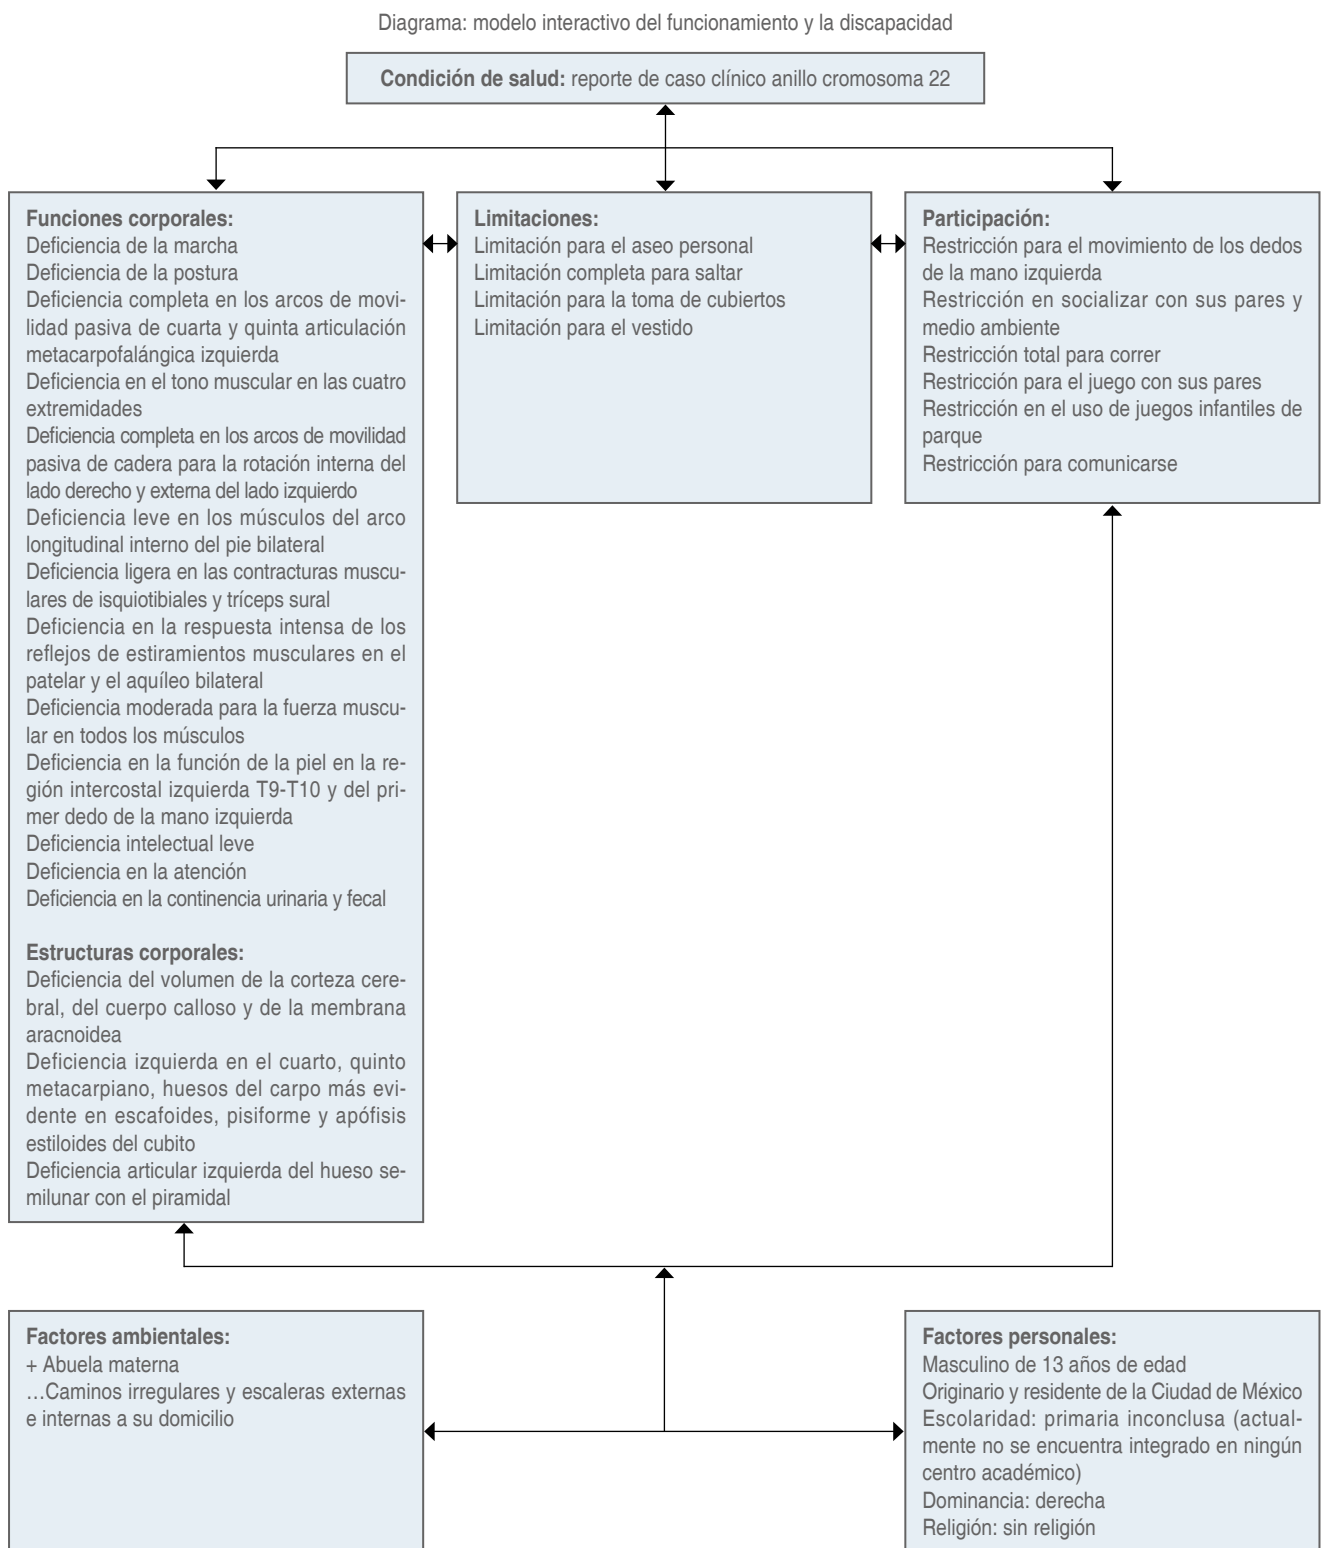 Diagrama: modelo interactivo del funcionamiento y la discapacidad
Condición de salud: reporte de caso clínico anillo cromosoma 22
Funciones corporales:
Deficiencia de la marcha
Deficiencia de la postura
Deficiencia completa en los arcos de movi-
lidad pasiva de cuarta y quinta articulación
metacarpofalángica izquierda
Deficiencia en el tono muscular en las cuatro
extremidades
Deficiencia completa en los arcos de movilidad
pasiva de cadera para la rotación interna del
lado derecho y externa del lado izquierdo
Deficiencia leve en los músculos del arco
longitudinal interno del pie bilateral
Deficiencia ligera en las contracturas muscu-
lares de isquiotibiales y tríceps sural
Deficiencia en la respuesta intensa de los
reflejos de estiramientos musculares en el
patelar y el aquíleo bilateral
Deficiencia moderada para la fuerza muscu-
lar en todos los músculos
Deficiencia en la función de la piel en la re-
gión intercostal izquierda T9-T10 y del pri-
mer dedo de la mano izquierda
Deficiencia intelectual leve
Deficiencia en la atención
Deficiencia en la continencia urinaria y fecal
Estructuras corporales:
Deficiencia del volumen de la corteza cere-
bral, del cuerpo calloso y de la membrana
aracnoidea
Deficiencia izquierda en el cuarto, quinto
metacarpiano, huesos del carpo más evi-
dente en escafoides, pisiforme y apófisis
estiloides del cubito
Deficiencia articular izquierda del hueso se-
milunar con el piramidal
Limitaciones:
Limitación para el aseo personal
Limitación completa para saltar
Limitación para la toma de cubiertos
Limitación para el vestido
Participación:
Restricción para el movimiento de los dedos
de la mano izquierda
Restricción en socializar con sus pares y
medio ambiente
Restricción total para correr
Restricción para el juego con sus pares
Restricción en el uso de juegos infantiles de
parque
Restricción para comunicarse
Factores ambientales:
+ Abuela materna
…Caminos irregulares y escaleras externas
e internas a su domicilio
Factores personales:
Masculino de 13 años de edad
Originario y residente de la Ciudad de México
Escolaridad: primaria inconclusa (actual-
mente no se encuentra integrado en ningún
centro académico)
Dominancia: derecha
Religión: sin religión